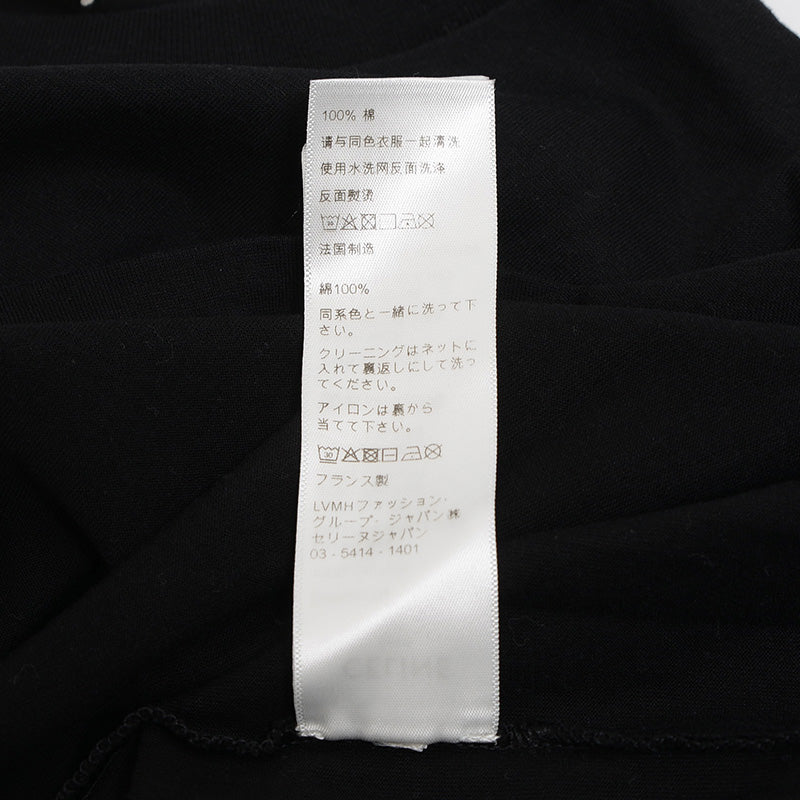 100% 棉
请与同色衣服一起清洗
使用水洗网反面洗涤
反面熨烫
法国制造
綿100%
同系色と一緒に洗って下
さい。
クリーニングはネットに
入れて裏返しにして洗っ
てください。
アイロンは裏から
当てて下さい。
30
フランス製
LVMHファッション・
グループ・ジャパン㈱
セリーヌジャパン
03 - 5414 - 1401